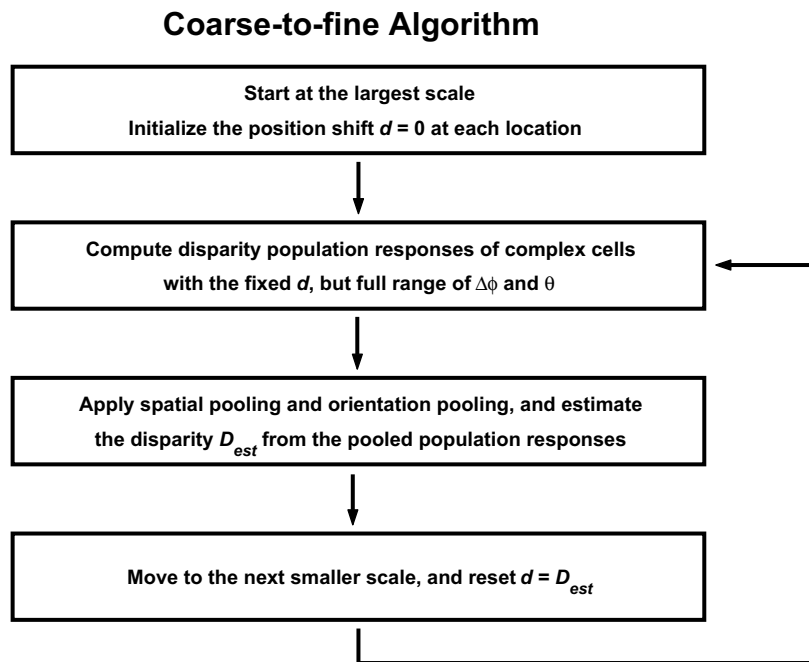 Coarse-to-fine Algorithm
Start at the largest scale
Initialize the position shift d = 0 at each location
Compute disparity population responses of complex cells
with the fixed d, but full range of Δϕ and θ
Apply spatial pooling and orientation pooling, and estimate
the disparity D_est from the pooled population responses
Move to the next smaller scale, and reset d = D_est